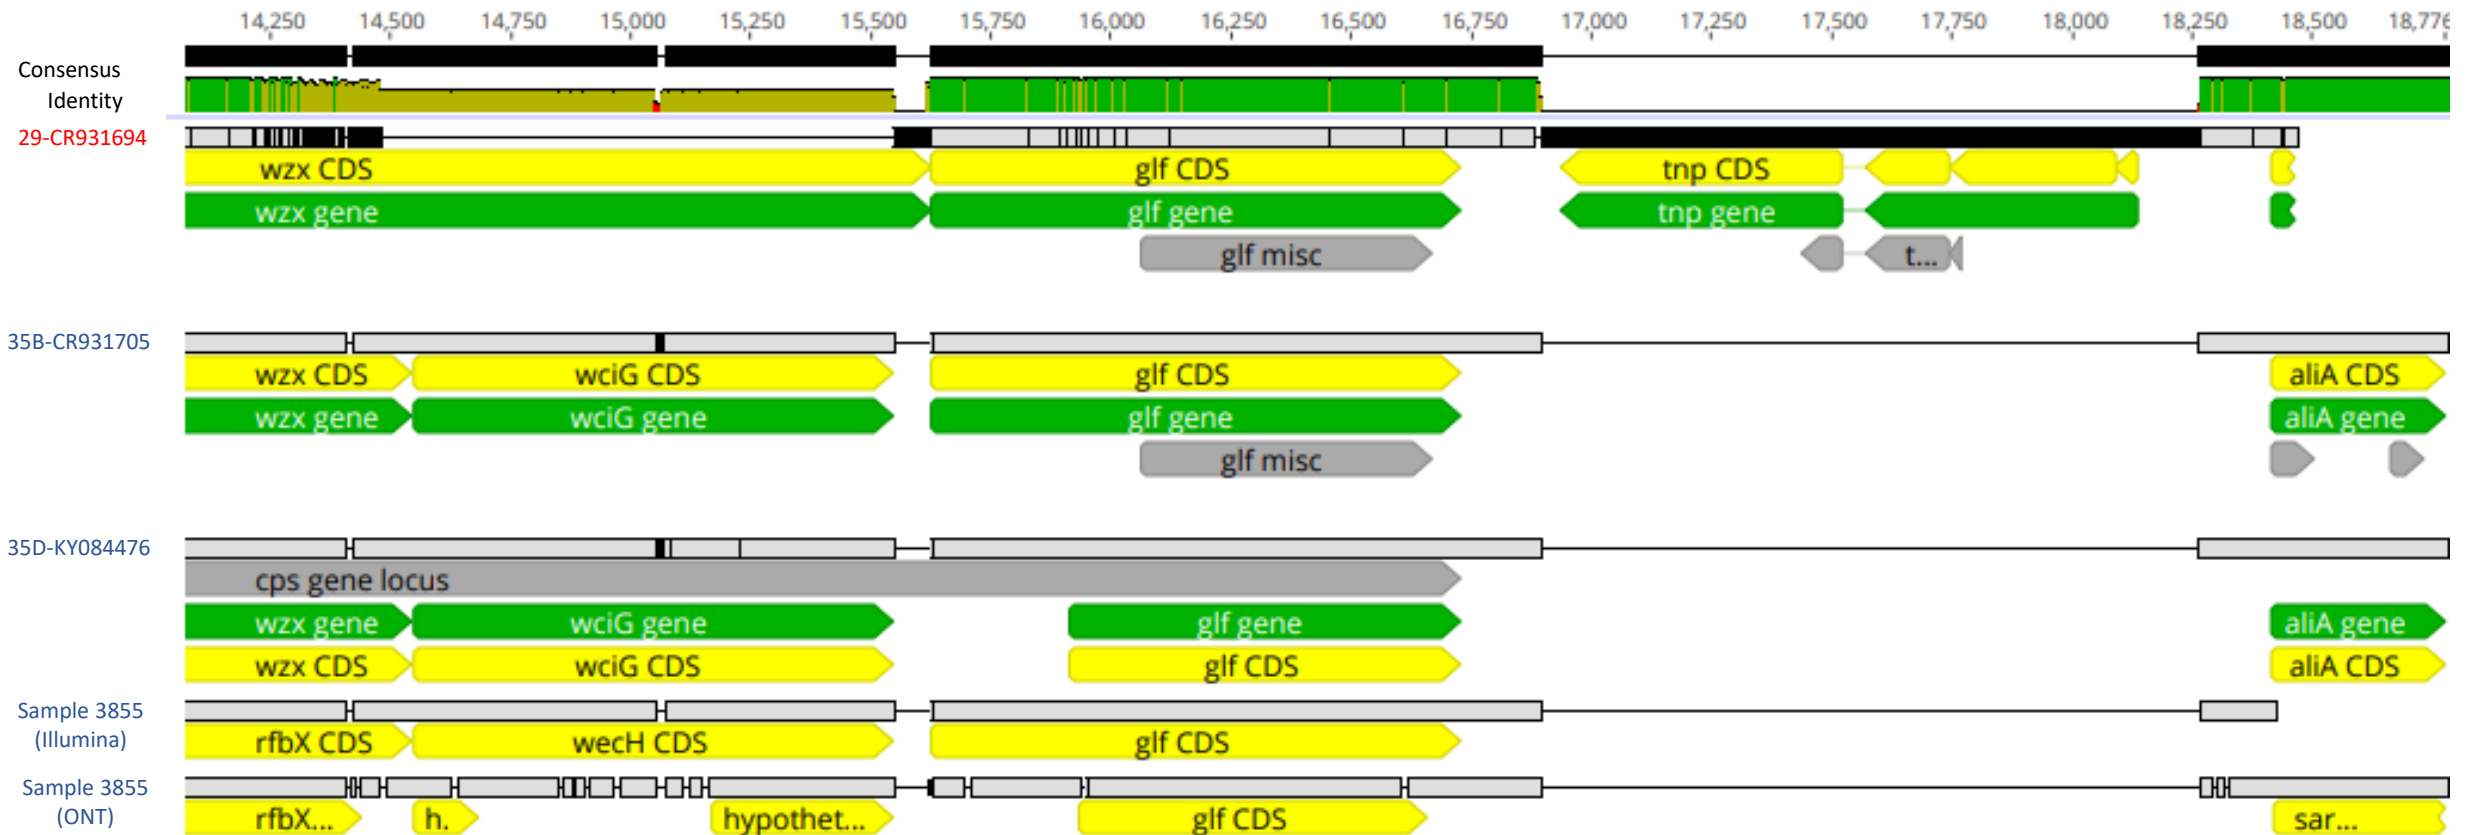 14,250 14,500 14,750 15,000 15,250 15,500 15,750 16,000 16,250 16,500 16,750 17,000 17,250 17,500 17,750 18,000 18,250 18,500 18,776
Consensus
Identity
29-CR931694
wzx CDS glf CDS tnp CDS
wzx gene glf gene tnp gene
glf misc t...
35B-CR931705
wzx CDS wciG CDS glf CDS aliA CDS
wzx gene wciG gene glf gene aliA gene
glf misc
35D-KY084476
cps gene locus
wzx gene wciG gene glf gene aliA gene
wzx CDS wciG CDS glf CDS aliA CDS
Sample 3855
(Illumina)
rfbX CDS wecH CDS glf CDS
Sample 3855
(ONT)
rfbX... h. hypothet... glf CDS sar...